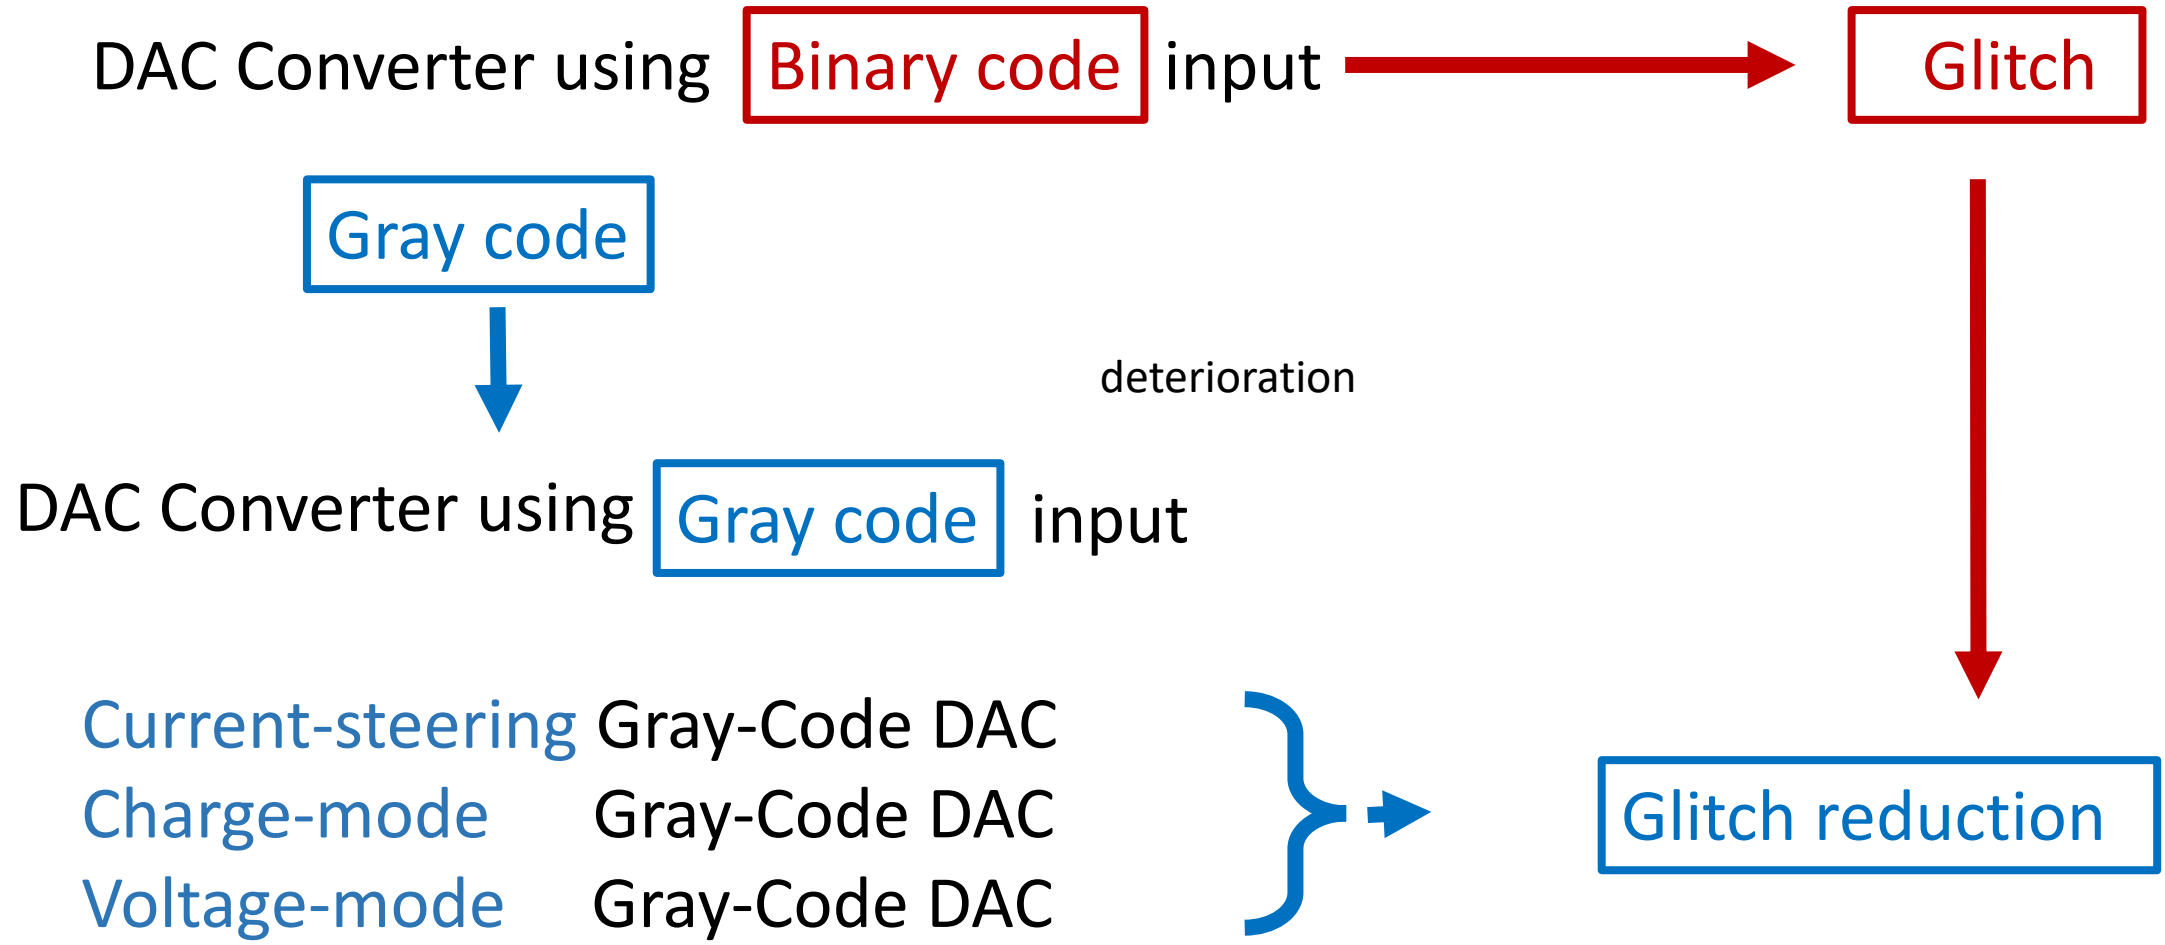 DAC Converter using Binary code input Glitch
Gray code
deterioration
DAC Converter using Gray code input
Current-steering Gray-Code DAC
Charge-mode Gray-Code DAC
Glitch reduction
Voltage-mode Gray-Code DAC